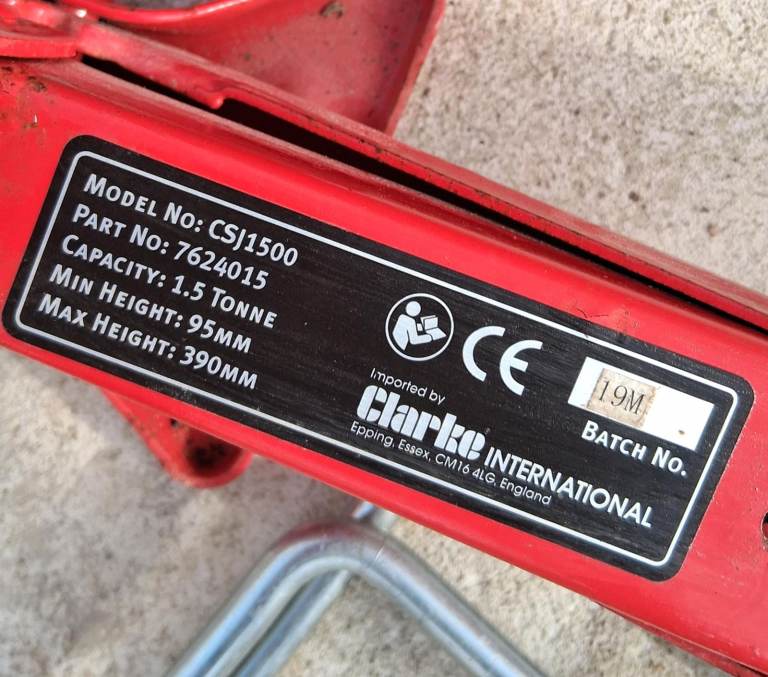 Model No: CSJ1500
Part No: 7624015
Capacity: 1.5 Tonne
Min Height: 95mm
Max Height: 390mm
CE
19M
Batch No.
Imported by
Clarke INTERNATIONAL
Epping, Essex, CM16 4LG, England